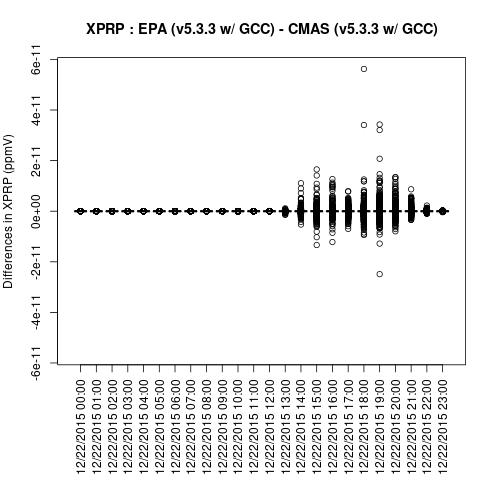 XPRP : EPA (v5.3.3 w/ GCC) - CMAS (v5.3.3 w/ GCC)
Differences in XPRP (ppmV)
6e-11
4e-11
2e-11
0e+00
-2e-11
-4e-11
-6e-11
12/22/2015 00:00
12/22/2015 01:00
12/22/2015 02:00
12/22/2015 03:00
12/22/2015 04:00
12/22/2015 05:00
12/22/2015 06:00
12/22/2015 07:00
12/22/2015 08:00
12/22/2015 09:00
12/22/2015 10:00
12/22/2015 11:00
12/22/2015 12:00
12/22/2015 13:00
12/22/2015 14:00
12/22/2015 15:00
12/22/2015 16:00
12/22/2015 17:00
12/22/2015 18:00
12/22/2015 19:00
12/22/2015 20:00
12/22/2015 21:00
12/22/2015 22:00
12/22/2015 23:00